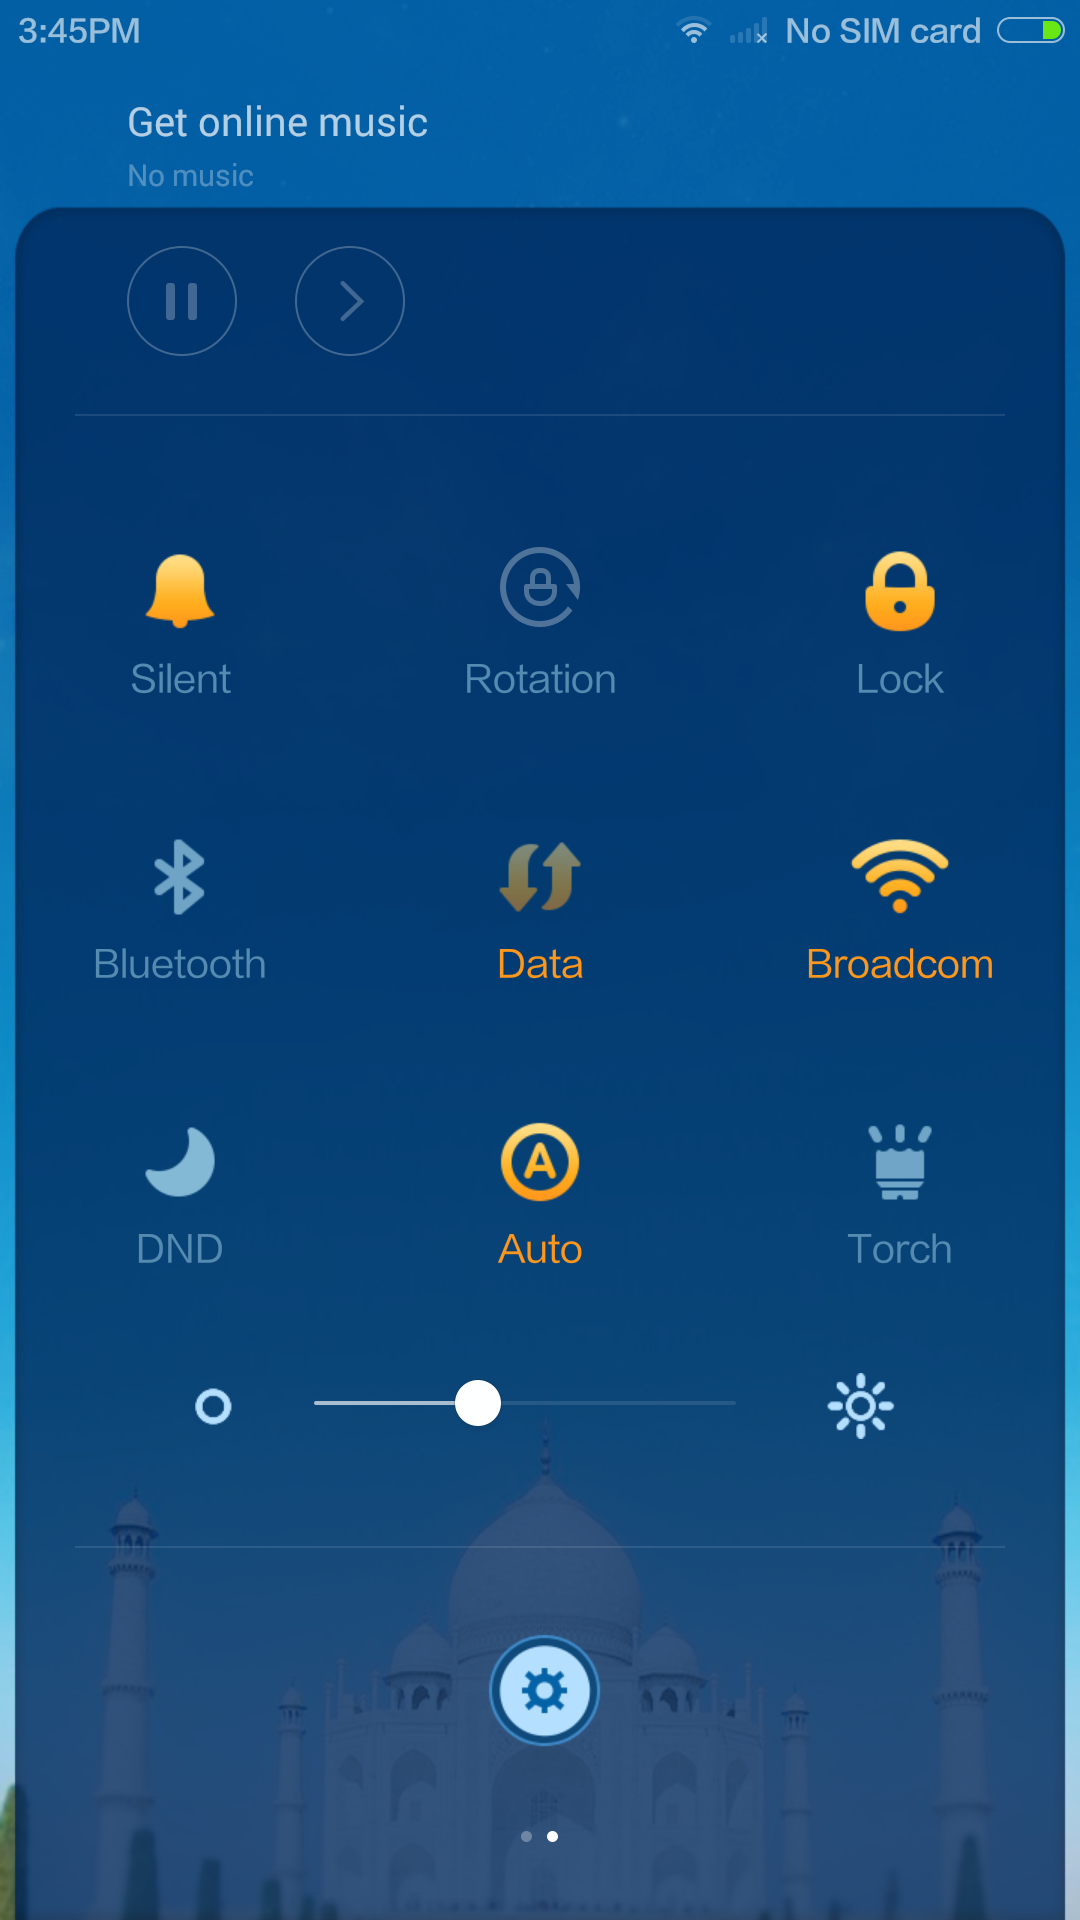 3:45PM No SIM card
Get online music
No music
Silent Rotation Lock
Bluetooth Data Broadcom
A
DND Auto Torch